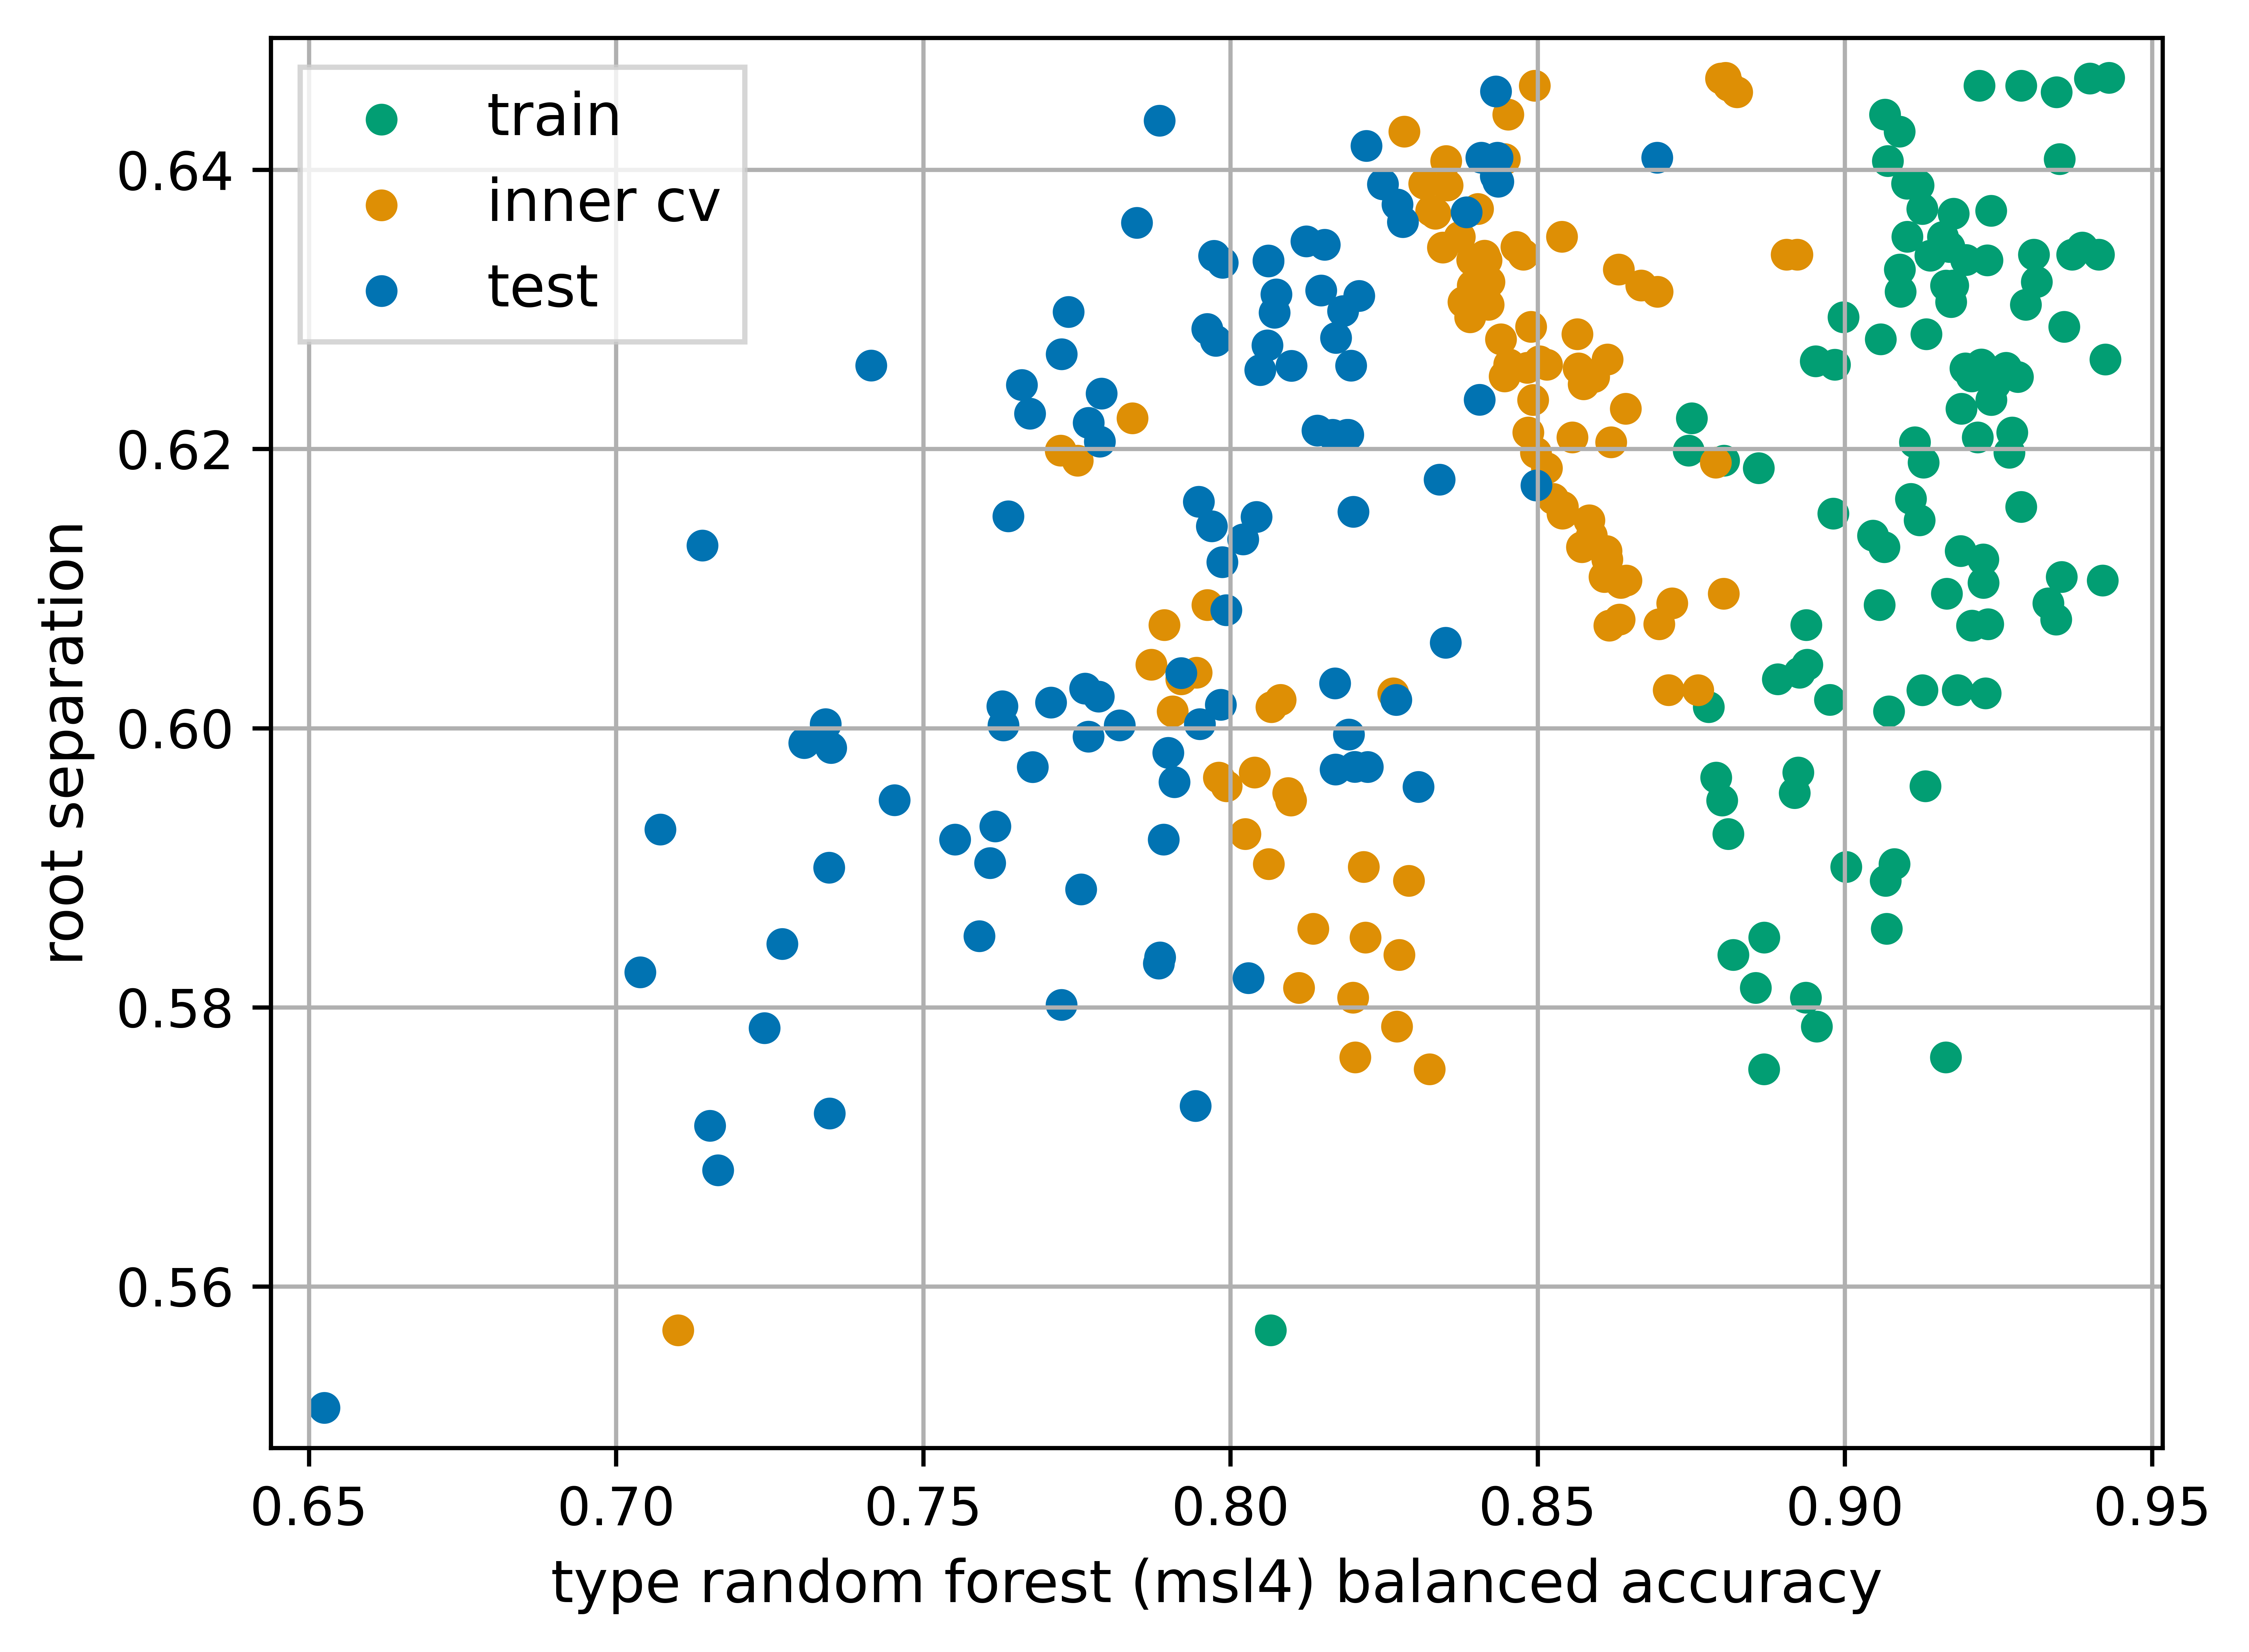 train
inner cv
test
0.64
0.62
0.60
0.58
0.56
root separation
0.65 0.70 0.75 0.80 0.85 0.90 0.95
type random forest (msl4) balanced accuracy